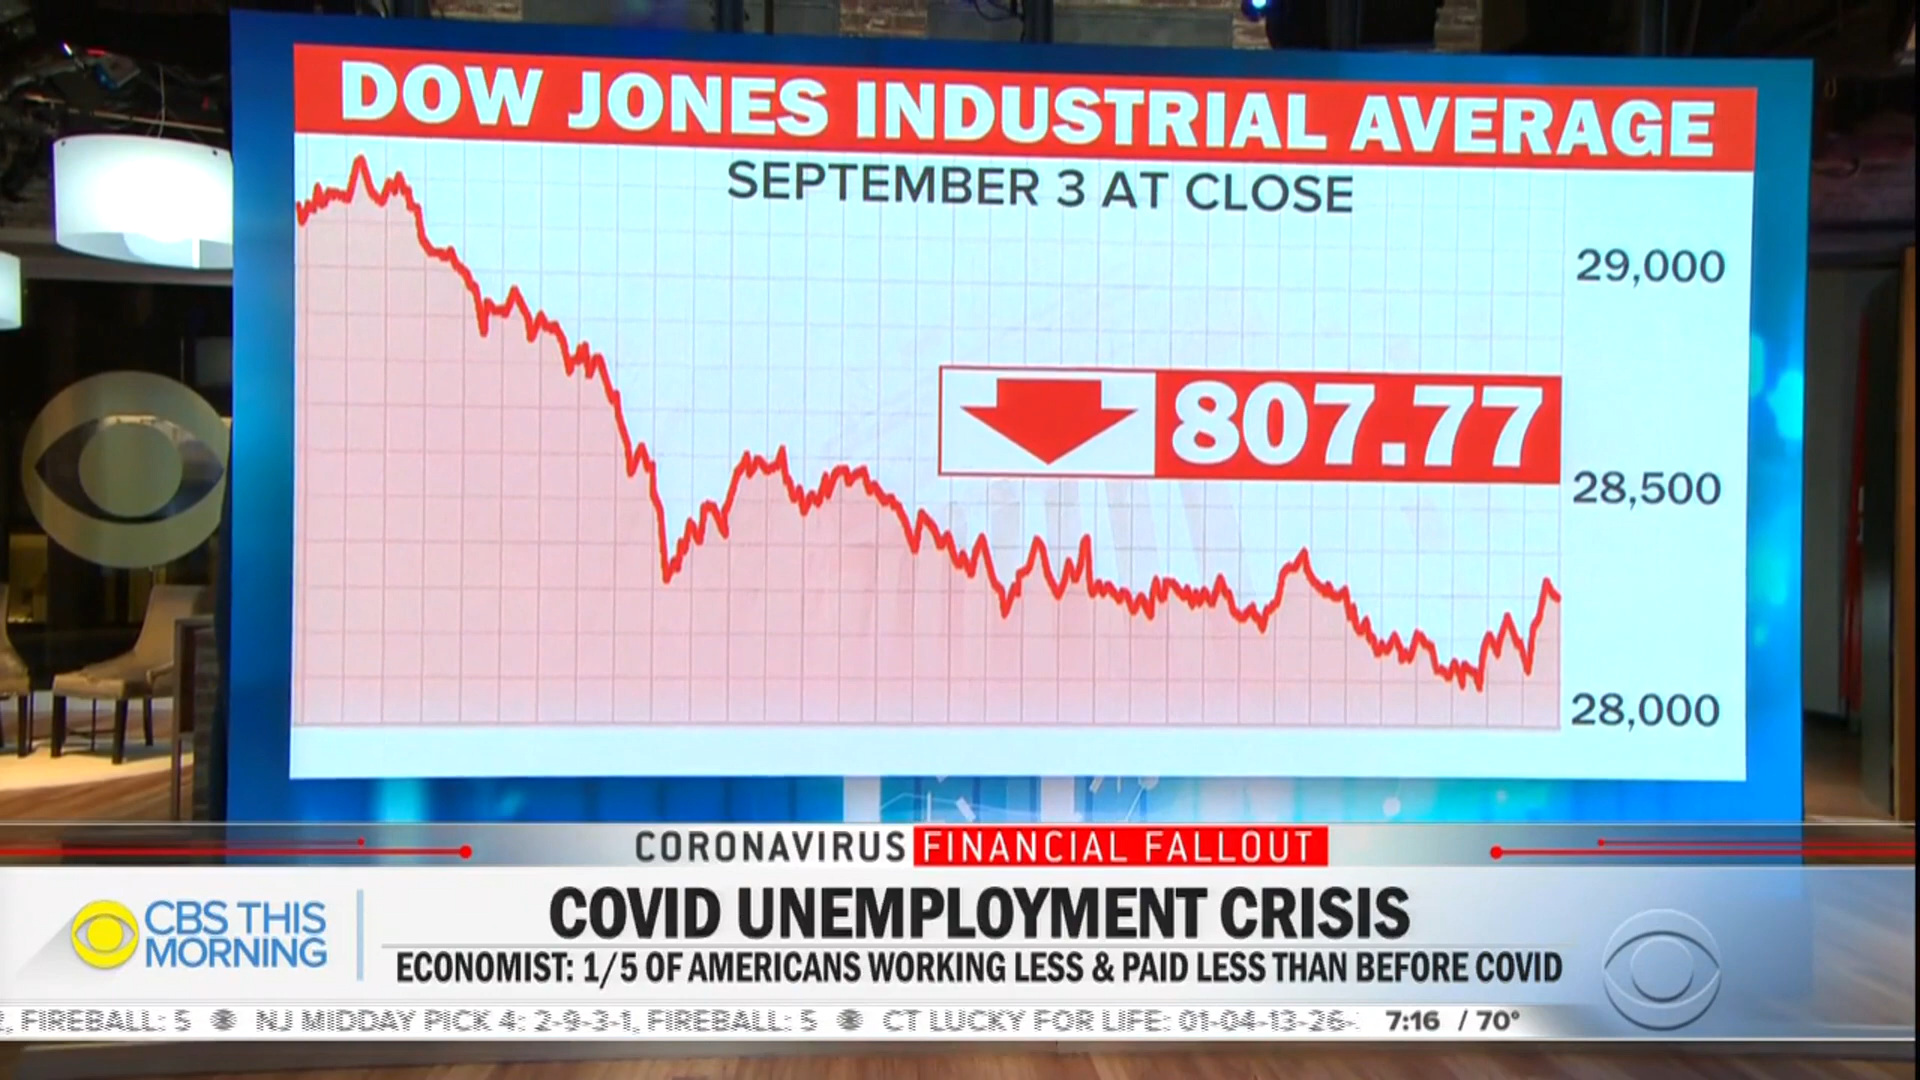 DOW JONES INDUSTRIAL AVERAGE
SEPTEMBER 3 AT CLOSE
29,000
807.77
28,500
28,000
CORONAVIRUS FINANCIAL FALLOUT
CBS THIS
MORNING
COVID UNEMPLOYMENT CRISIS
ECONOMIST: 1/5 OF AMERICANS WORKING LESS & PAID LESS THAN BEFORE COVID
, FIREBALL: 5 NJ MIDDAY PICK 4: 2-9-3-1, FIREBALL: 5 CT LUCKY FOR LIFE: 01-04-13-26- 7:16 / 70°